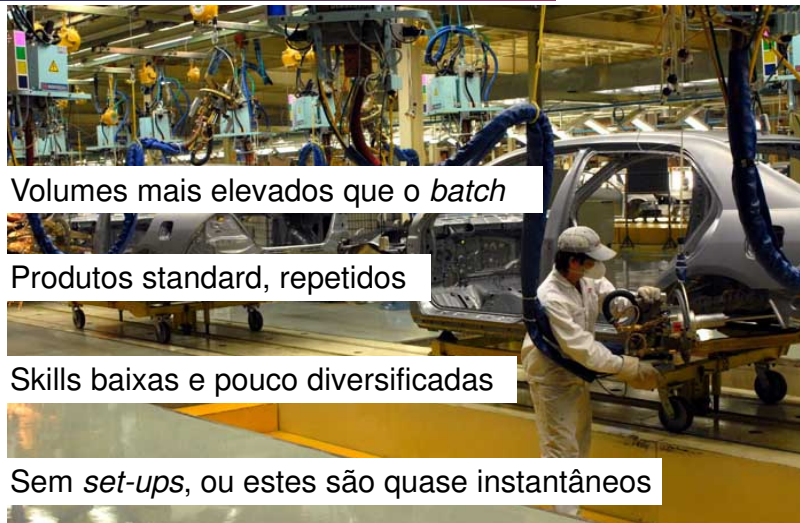 Volumes mais elevados que o batch
Produtos standard, repetidos
Skills baixas e pouco diversificadas
Sem set-ups, ou estes são quase instantâneos